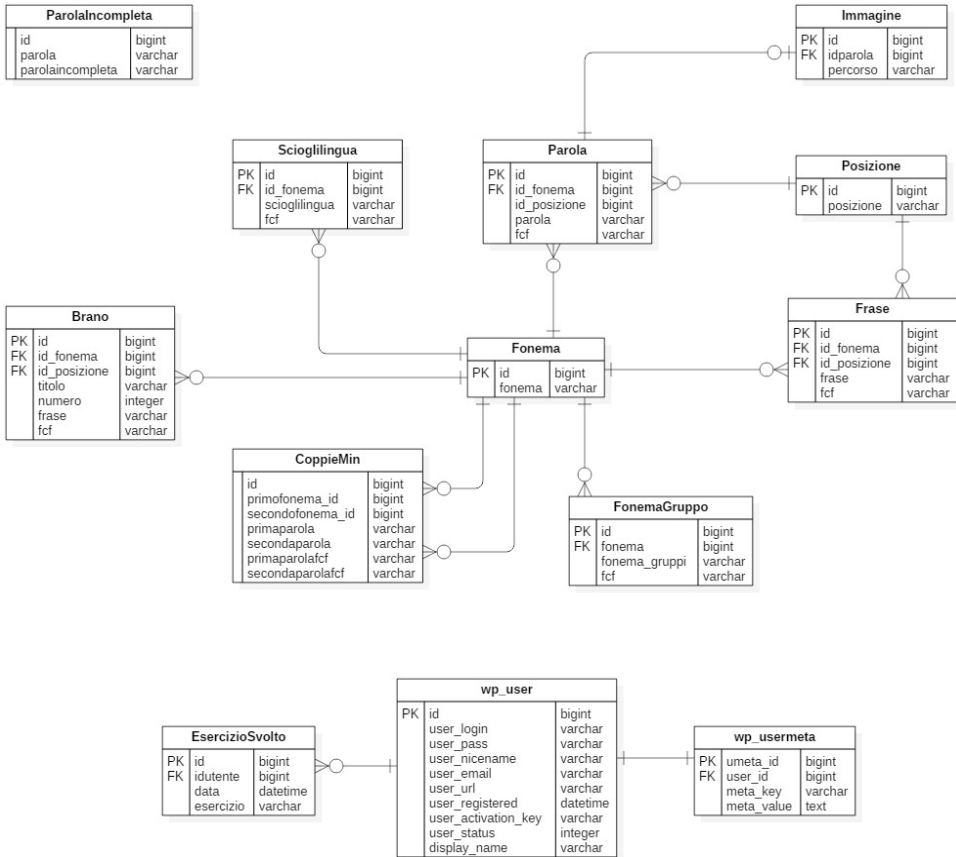 ParolaIncompleta
id bigint
parola varchar
parolaincompleta varchar
Immagine
PK id bigint
FK idparola bigint
percorso varchar
Scioglilingua
PK id bigint
FK id_fonema bigint
scioglilingua varchar
fcf varchar
Parola
PK id bigint
FK id_fonema bigint
id_posizione bigint
parola varchar
fcf varchar
Posizione
PK id bigint
posizione varchar
Brano
PK id bigint
FK id_fonema bigint
FK id_posizione bigint
titolo varchar
numero integer
frase varchar
fcf varchar
Fonema
PK id bigint
fonema varchar
Frase
PK id bigint
FK id_fonema bigint
FK id_posizione bigint
frase varchar
fcf varchar
CoppieMin
id bigint
primofonema_id bigint
secondofonema_id bigint
primaparola varchar
secondaparola varchar
primaparolafcf varchar
secondaparolafcf varchar
FonemaGruppo
PK id bigint
FK fonema bigint
fonema_gruppi varchar
fcf varchar
EsercizioSvolto
PK id bigint
FK idutente bigint
data datetime
esercizio varchar
wp_user
PK id bigint
user_login varchar
user_pass varchar
user_nicename varchar
user_email varchar
user_url varchar
user_registered datetime
user_activation_key varchar
user_status integer
display_name varchar
wp_usermeta
PK umeta_id bigint
FK user_id bigint
meta_key varchar
meta_value text